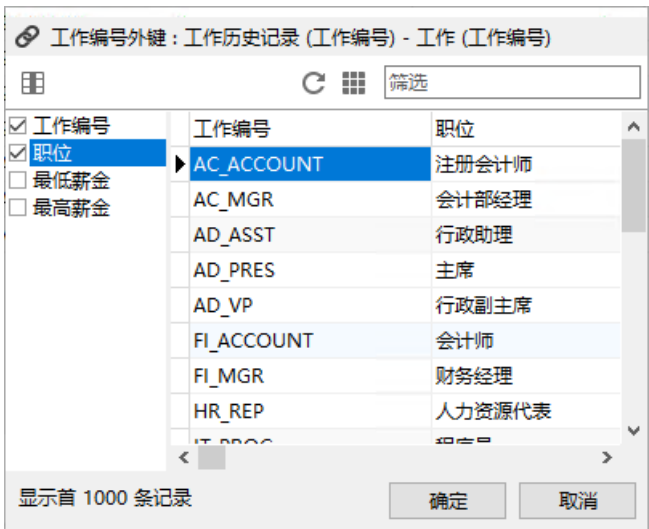 工作编号外键 : 工作历史记录 (工作编号) - 工作 (工作编号)
筛选
工作编号
职位
最低薪金
最高薪金
工作编号 职位
AC_ACCOUNT 注册会计师
AC_MGR 会计部经理
AD_ASST 行政助理
AD_PRES 主席
AD_VP 行政副主席
FI_ACCOUNT 会计师
FI_MGR 财务经理
HR_REP 人力资源代表
IT_PROG 程序员
显示首 1000 条记录
确定 取消